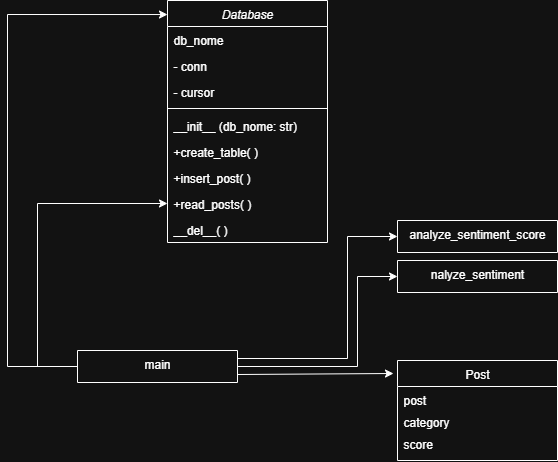 Database
db_nome
- conn
- cursor
__init__ (db_nome: str)
+create_table( )
+insert_post( )
+read_posts( )
__del__( )
analyze_sentiment_score
nalyze_sentiment
main
Post
post
category
score